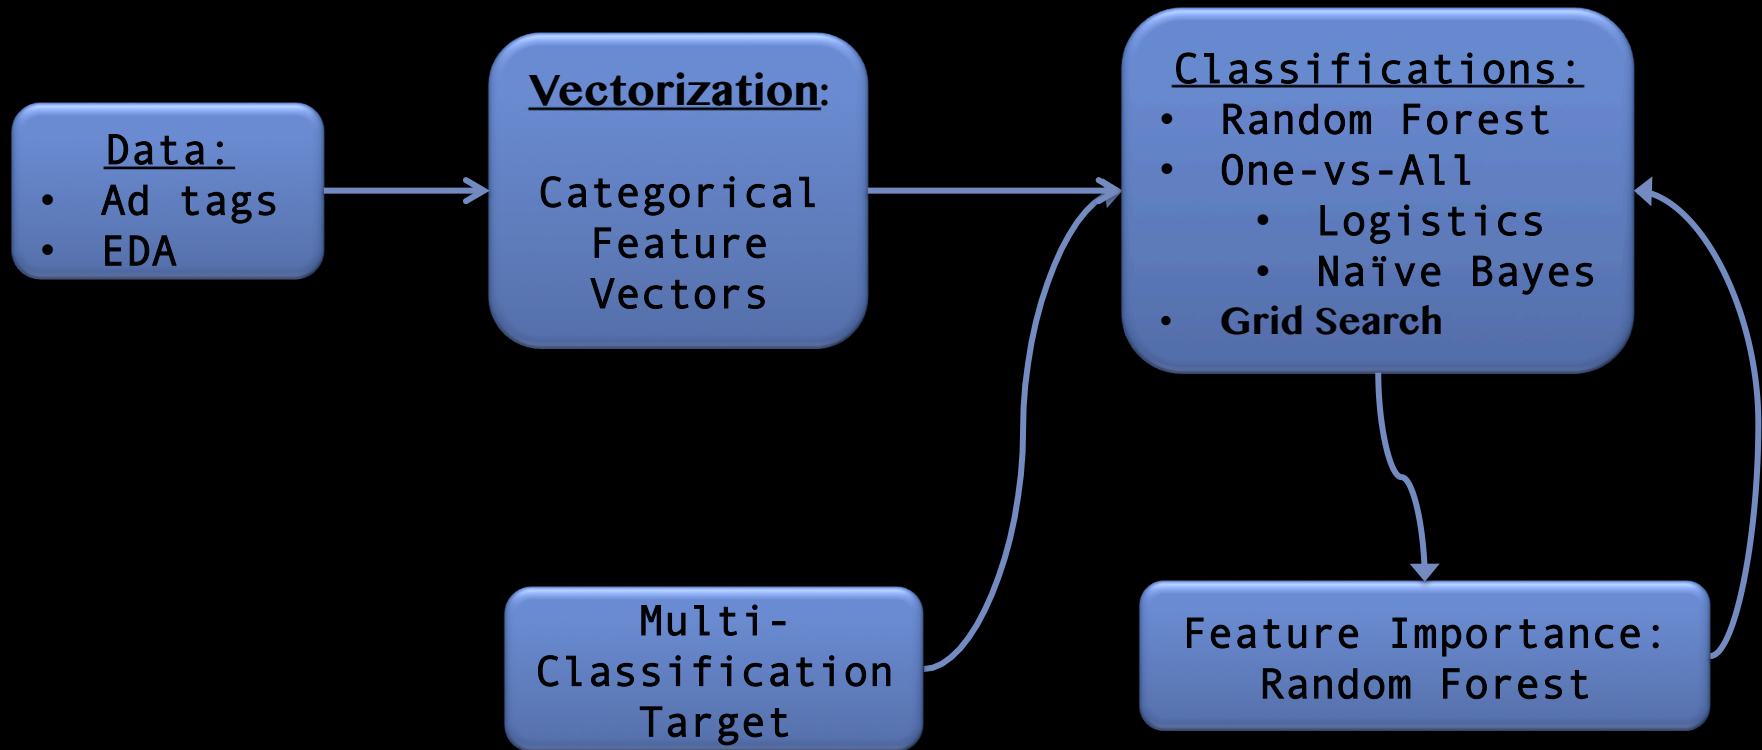 Data:
• Ad tags
• EDA
Vectorization:
Categorical
Feature
Vectors
Classifications:
• Random Forest
• One-vs-All
• Logistics
• Naïve Bayes
• Grid Search
Multi-
Classification
Target
Feature Importance:
Random Forest